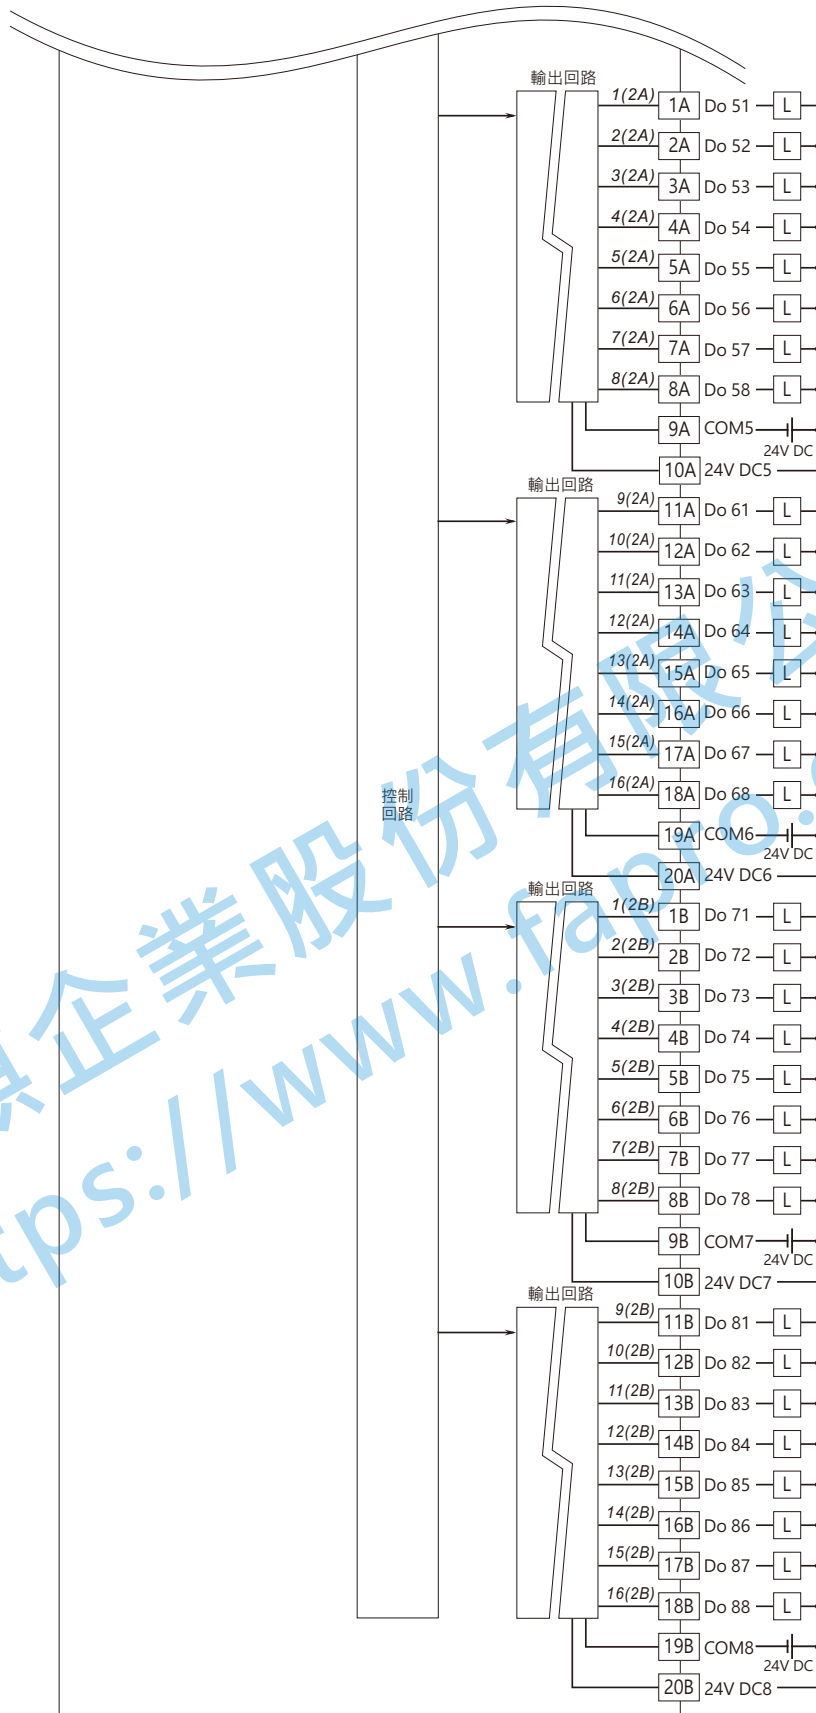 輸出回路
1(2A) 1A Do 51 L
2(2A) 2A Do 52 L
3(2A) 3A Do 53 L
4(2A) 4A Do 54 L
5(2A) 5A Do 55 L
6(2A) 6A Do 56 L
7(2A) 7A Do 57 L
8(2A) 8A Do 58 L
9A COM5
24V DC
10A 24V DC5
輸出回路
9(2A) 11A Do 61 L
10(2A) 12A Do 62 L
11(2A) 13A Do 63 L
12(2A) 14A Do 64 L
13(2A) 15A Do 65 L
14(2A) 16A Do 66 L
15(2A) 17A Do 67 L
16(2A) 18A Do 68 L
控制
回路
19A COM6
24V DC
20A 24V DC6
輸出回路
1(2B) 1B Do 71 L
2(2B) 2B Do 72 L
3(2B) 3B Do 73 L
4(2B) 4B Do 74 L
5(2B) 5B Do 75 L
6(2B) 6B Do 76 L
7(2B) 7B Do 77 L
8(2B) 8B Do 78 L
9B COM7
24V DC
10B 24V DC7
輸出回路
9(2B) 11B Do 81 L
10(2B) 12B Do 82 L
11(2B) 13B Do 83 L
12(2B) 14B Do 84 L
13(2B) 15B Do 85 L
14(2B) 16B Do 86 L
15(2B) 17B Do 87 L
16(2B) 18B Do 88 L
19B COM8
24V DC
20B 24V DC8
企業股份有限公
tps://www.fapro.